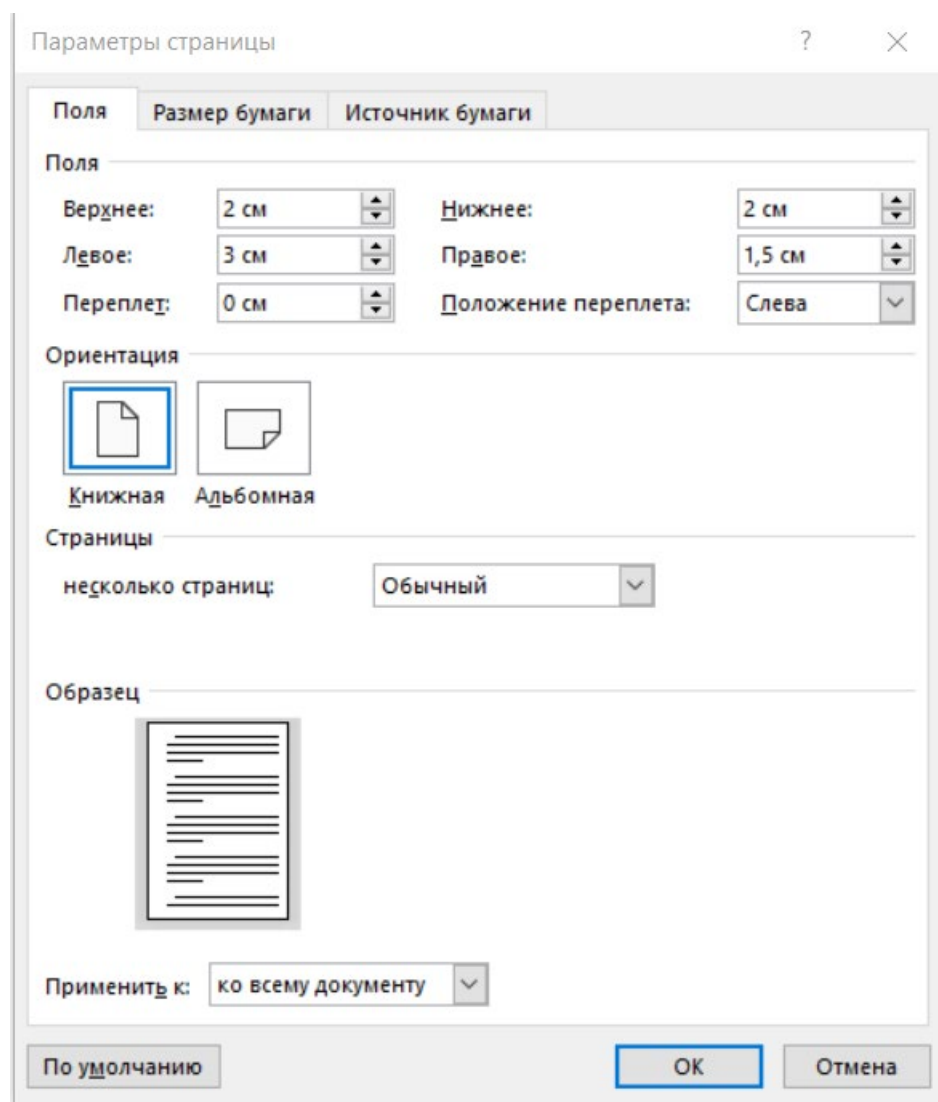 Параметры страницы ?
Поля Размер бумаги Источник бумаги
Поля
Верхнее: 2 см Нижнее: 2 см
Левое: 3 см Правое: 1,5 см
Переплет: 0 см Положение переплета: Слева
Ориентация
Книжная Альбомная
Страницы
несколько страниц: Обычный
Образец
Применить к: ко всему документу
По умолчанию ОК Отмена